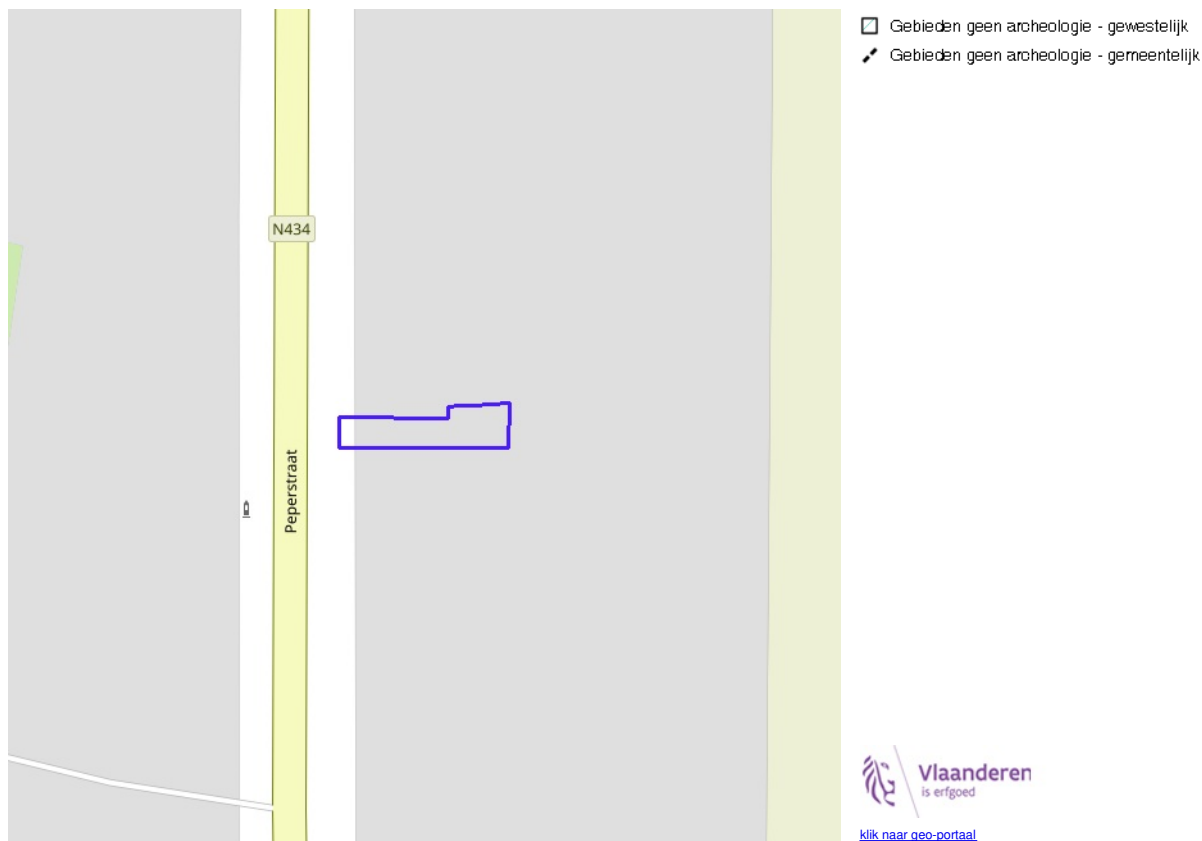 Gebieden geen archeologie - gewestelijk
Gebieden geen archeologie - gemeentelijk
N434
Peperstraat
Vlaanderen
is erfgoed
klik naar geo-portaal